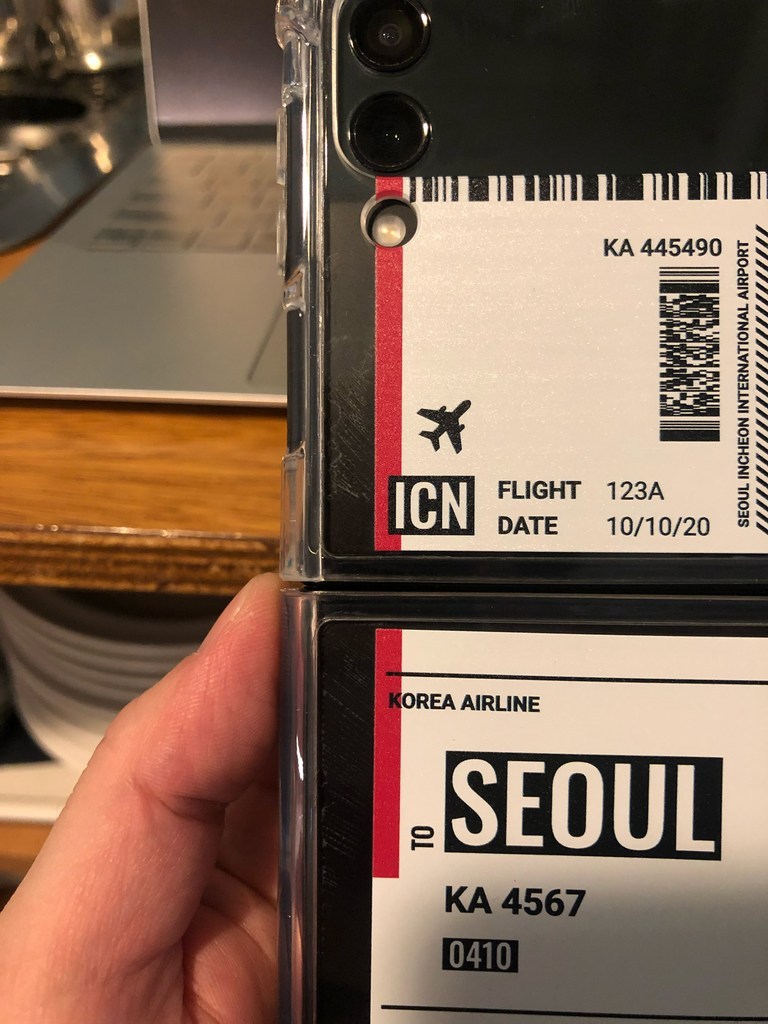 KA 445490
SEOUL INCHEON INTERNATIONAL AIRPORT
ICN
FLIGHT 123A
DATE 10/10/20
KOREA AIRLINE
TO SEOUL
KA 4567
0410